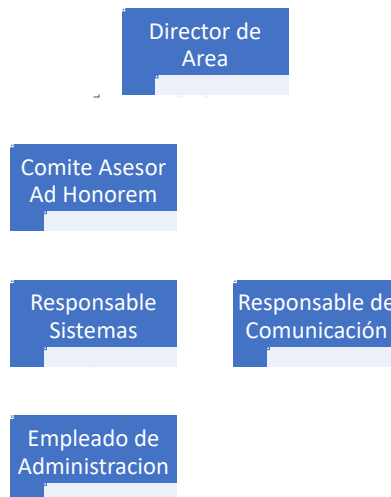 Director de
Area
Comite Asesor
Ad Honorem
Responsable
Sistemas
Responsable de
Comunicación
Empleado de
Administracion